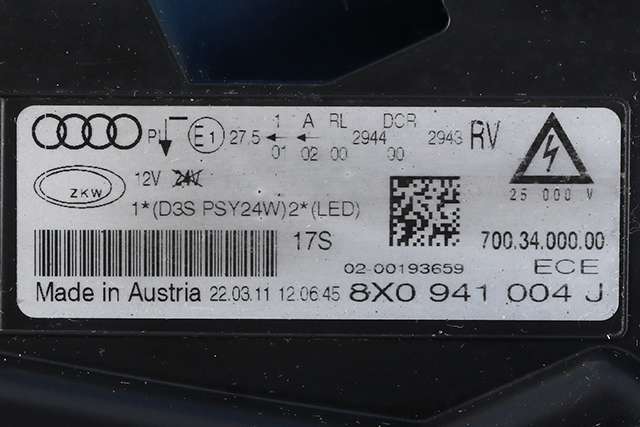 1 A RL DCR
PL E1 27,5 2944 2943 RV
01 02 00 00
ZKW 12V 24V 25 000 V
1*(D3S PSY24W)2*(LED)
17S 700.34.000.00
02-00193659 ECE
Made in Austria 22.03.11 12:06:45 8X0 941 004 J